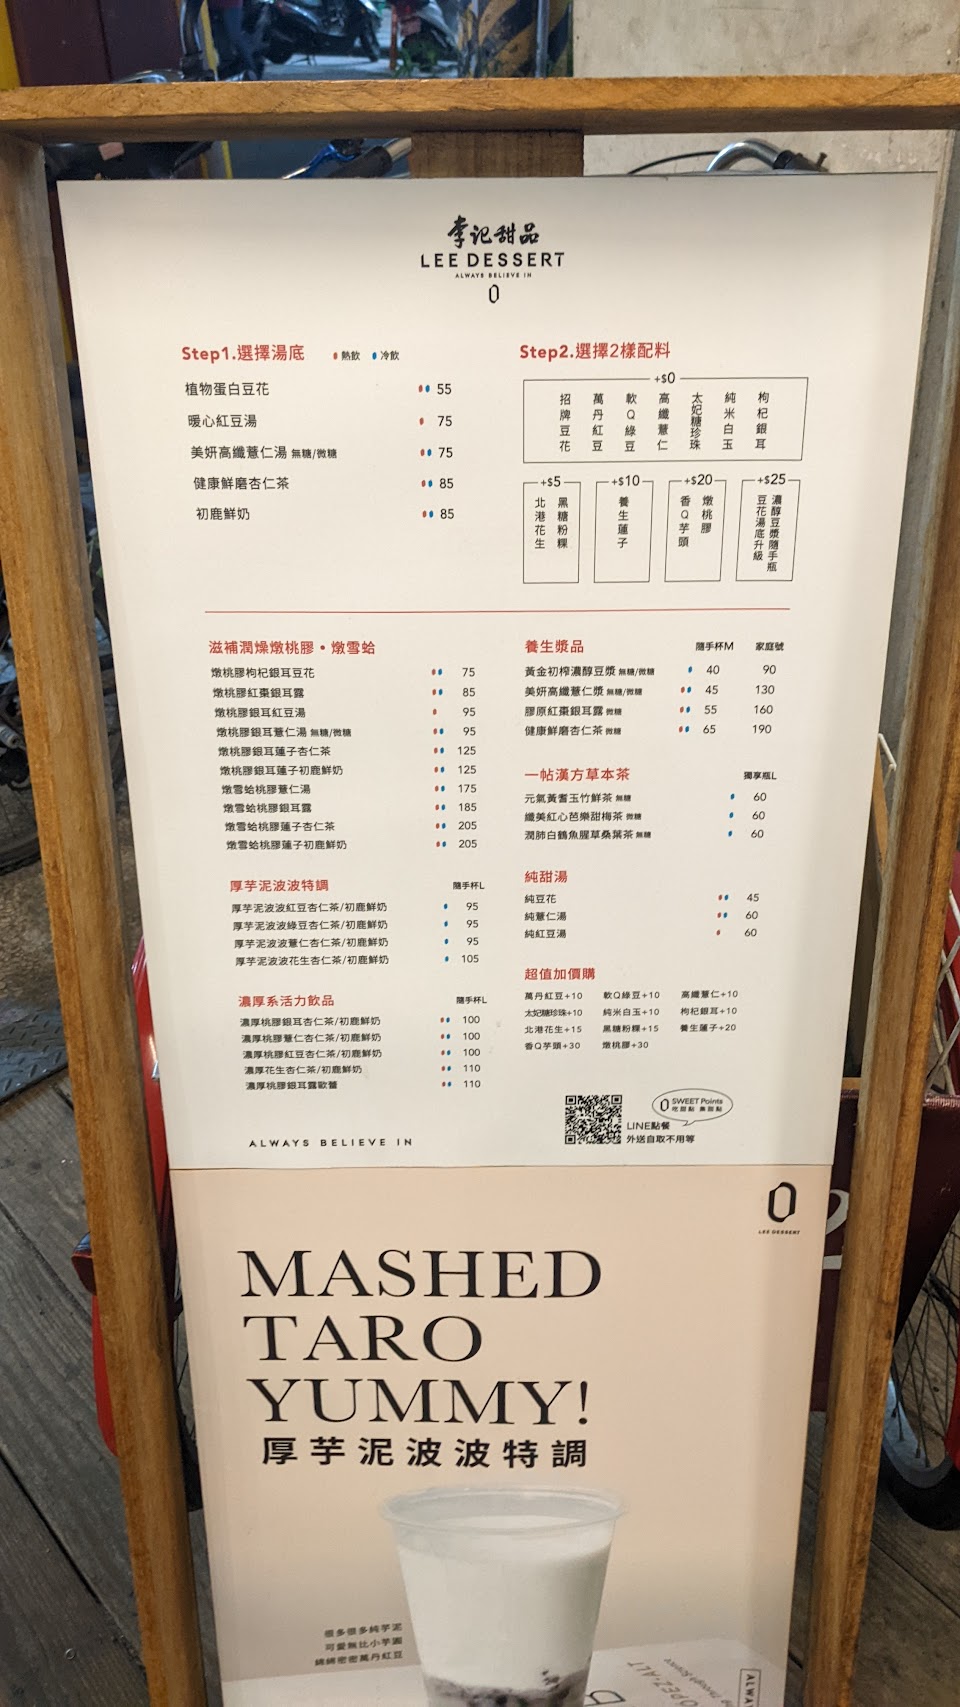 李记甜品
LEE DESSERT
ALWAYS BELIEVE IN
Step1.選擇湯底 熱飲 冷飲
植物蛋白豆花 55
暖心紅豆湯 75
美妍高纖薏仁湯 無糖/微糖 75
健康鮮磨杏仁茶 85
初鹿鮮奶 85
Step2.選擇2樣配料
+$0
招牌豆花
萬丹紅豆
軟Q綠豆
高纖薏仁
太妃糖珍珠
純米白玉
枸杞銀耳
+$5
北港花生
黑糖粉粿
+$10
養生蓮子
+$20
香Q芋頭
燉桃膠
+$25
濃醇豆漿隨手瓶
豆花湯底升級
滋補潤燥燉桃膠•燉雪蛤
燉桃膠枸杞銀耳豆花 75
燉桃膠紅棗銀耳露 85
燉桃膠銀耳紅豆湯 95
燉桃膠銀耳薏仁湯 無糖/微糖 95
燉桃膠銀耳蓮子杏仁茶 125
燉桃膠銀耳蓮子初鹿鮮奶 125
燉雪蛤桃膠薏仁湯 175
燉雪蛤桃膠銀耳露 185
燉雪蛤桃膠蓮子杏仁茶 205
燉雪蛤桃膠蓮子初鹿鮮奶 205
厚芋泥波波特調 隨手杯L
厚芋泥波波紅豆杏仁茶/初鹿鮮奶 95
厚芋泥波波綠豆杏仁茶/初鹿鮮奶 95
厚芋泥波波薏仁杏仁茶/初鹿鮮奶 95
厚芋泥波波花生杏仁茶/初鹿鮮奶 105
濃厚系活力飲品 隨手杯L
濃厚桃膠銀耳杏仁茶/初鹿鮮奶 100
濃厚桃膠薏仁杏仁茶/初鹿鮮奶 100
濃厚桃膠紅豆杏仁茶/初鹿鮮奶 100
濃厚花生杏仁茶/初鹿鮮奶 110
濃厚桃膠銀耳露歐蕾 110
ALWAYS BELIEVE IN
養生漿品 隨手杯M 家庭號
黃金初榨濃醇豆漿 無糖/微糖 40 90
美妍高纖薏仁漿 無糖/微糖 45 130
膠原紅棗銀耳露 微糖 55 160
健康鮮磨杏仁茶 微糖 65 190
一帖漢方草本茶 獨享瓶L
元氣黃耆玉竹鮮茶 無糖 60
纖美紅心芭樂甜梅茶 微糖 60
潤肺白鶴魚腥草桑葉茶 無糖 60
純甜湯
純豆花 45
純薏仁湯 60
純紅豆湯 60
超值加價購
萬丹紅豆+10 軟Q綠豆+10 高纖薏仁+10
太妃糖珍珠+10 純米白玉+10 枸杞銀耳+10
北港花生+15 黑糖粉粿+15 養生蓮子+20
香Q芋頭+30 燉桃膠+30
SWEET Points
吃甜點 集甜點
LINE點餐
外送自取不用等
LEE DESSERT
MASHED
TARO
YUMMY!
厚芋泥波波特調
很多很多純芋泥
可愛無比小芋圓
綿綿密密萬丹紅豆